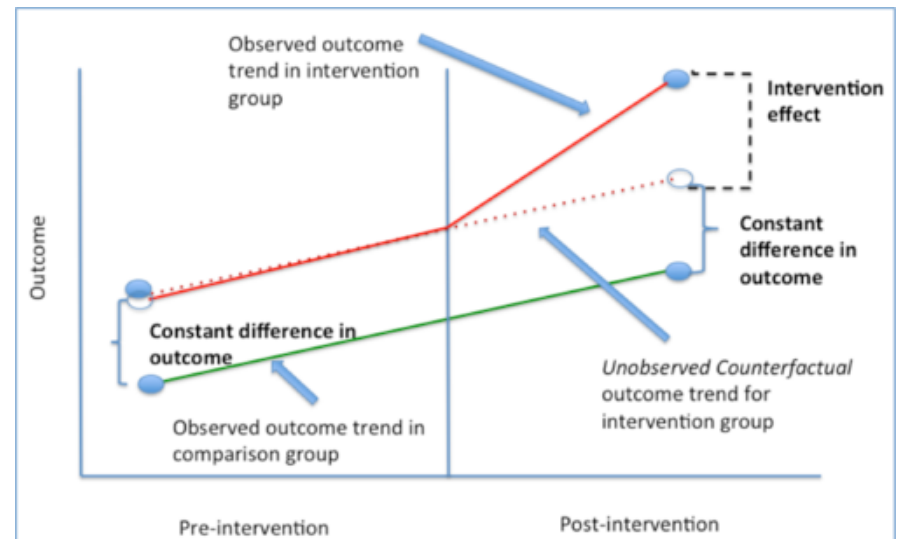 Observed outcome
trend in intervention
group
Intervention
effect
Outcome
Constant
difference in
outcome
Constant difference in
outcome
Unobserved Counterfactual
outcome trend for
intervention group
Observed outcome trend in
comparison group
Pre-intervention
Post-intervention